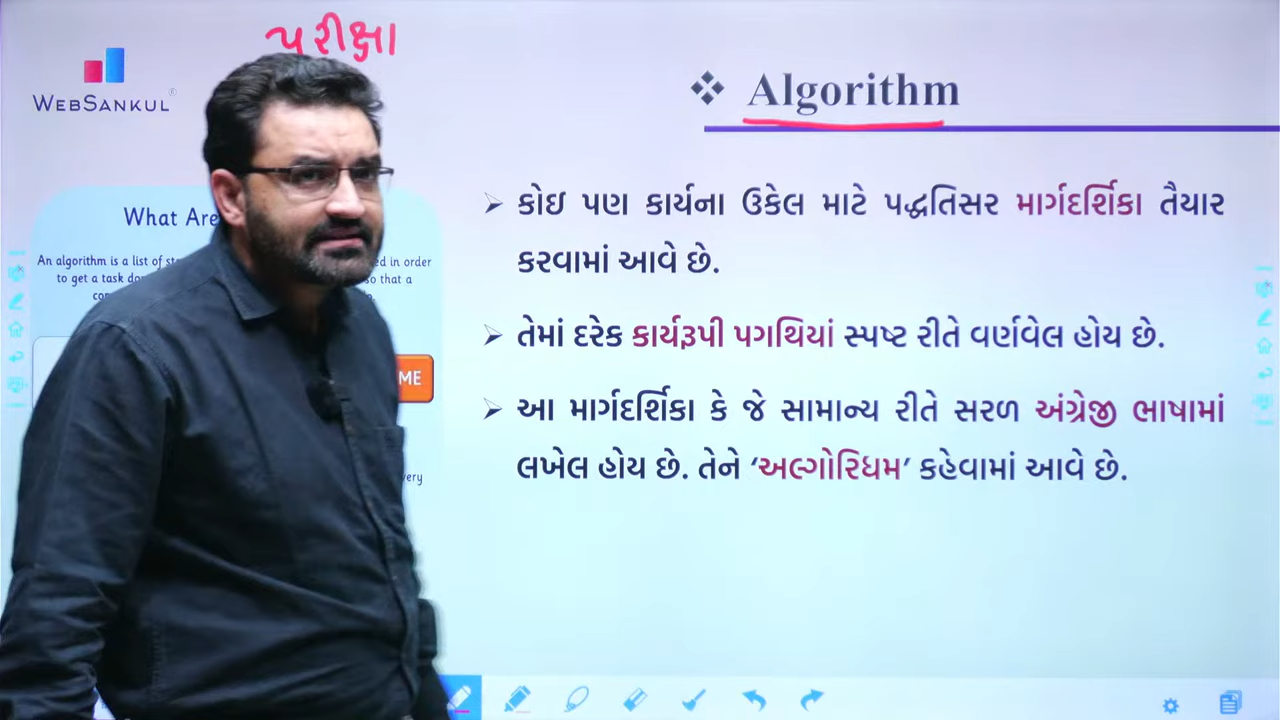 પરીક્ષા
WEBSANKUL®
❖ Algorithm
What Are
An algorithm is a list of
ed in order
to get a task
so that a
ME
very
➢ કોઇ પણ કાર્યના ઉકેલ માટે પદ્ધતિસર માર્ગદર્શિકા તૈયાર
કરવામાં આવે છે.
➢ તેમાં દરેક કાર્યરૂપી પગથિયાં સ્પષ્ટ રીતે વર્ણવેલ હોય છે.
➢ આ માર્ગદર્શિકા કે જે સામાન્ય રીતે સરળ અંગ્રેજી ભાષામાં
લખેલ હોય છે. તેને ‘અલ્ગોરિધમ’ કહેવામાં આવે છે.